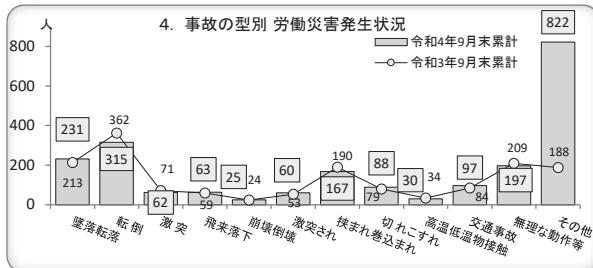 人
4. 事故の型別 労働災害発生状況
令和4年9月末累計
令和3年9月末累計
822
800
600
400
200
0
231
213
362
315
71
62
63
59
25
24
60
53
190
167
88
79
30
34
97
84
209
197
188
墜落転落
転 倒
激 突
飛来落下
崩壊倒壊
激突され
挟まれ巻込まれ
切れこすれ
高温低温物接触
交通事故
無理な動作等
その他